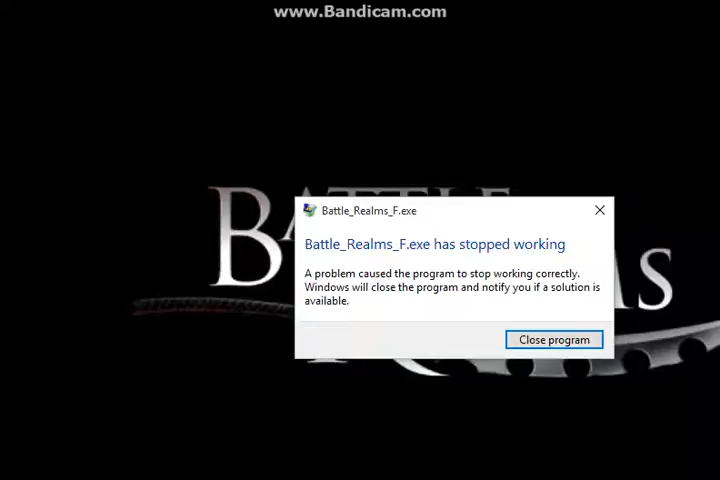 www.Bandicam.com
Battle_Realms_F.exe
Battle_Realms_F.exe has stopped working
A problem caused the program to stop working correctly.
Windows will close the program and notify you if a solution is
available.
Close program